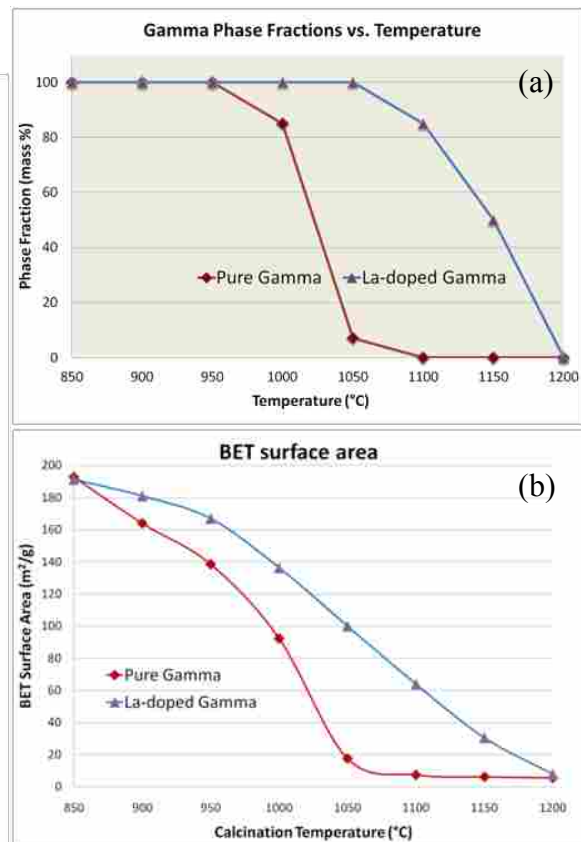 Gamma Phase Fractions vs. Temperature
(a)
Phase Fraction (mass %)
100
80
60
40
20
0
Pure Gamma
La-doped Gamma
850 900 950 1000 1050 1100 1150 1200
Temperature (°C)
BET surface area
(b)
BET Surface Area (m²/g)
200
180
160
140
120
100
80
60
40
20
0
Pure Gamma
La-doped Gamma
850 900 950 1000 1050 1100 1150 1200
Calcination Temperature (°C)